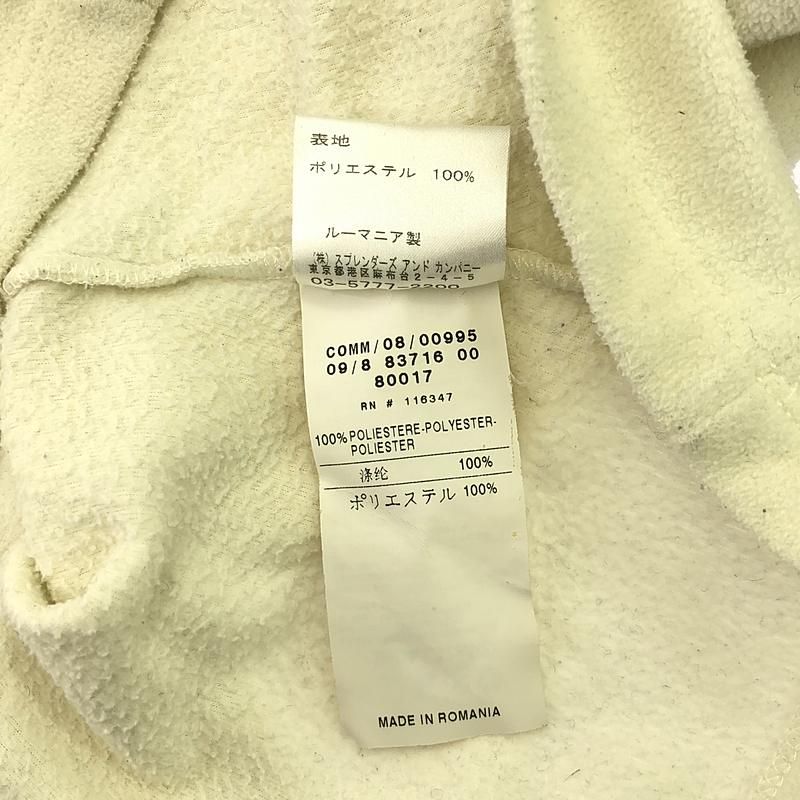 表地
ポリエステル 100%
ルーマニア製
(株) スプレンダーズ アンド カンパニー
東京都港区麻布台2-4-5
03-5777-2200
COMM/08/00995
09/8 83716 00
80017
RN # 116347
100% POLIESTERE-POLYESTER-
POLIESTER
涤纶 100%
ポリエステル 100%
MADE IN ROMANIA